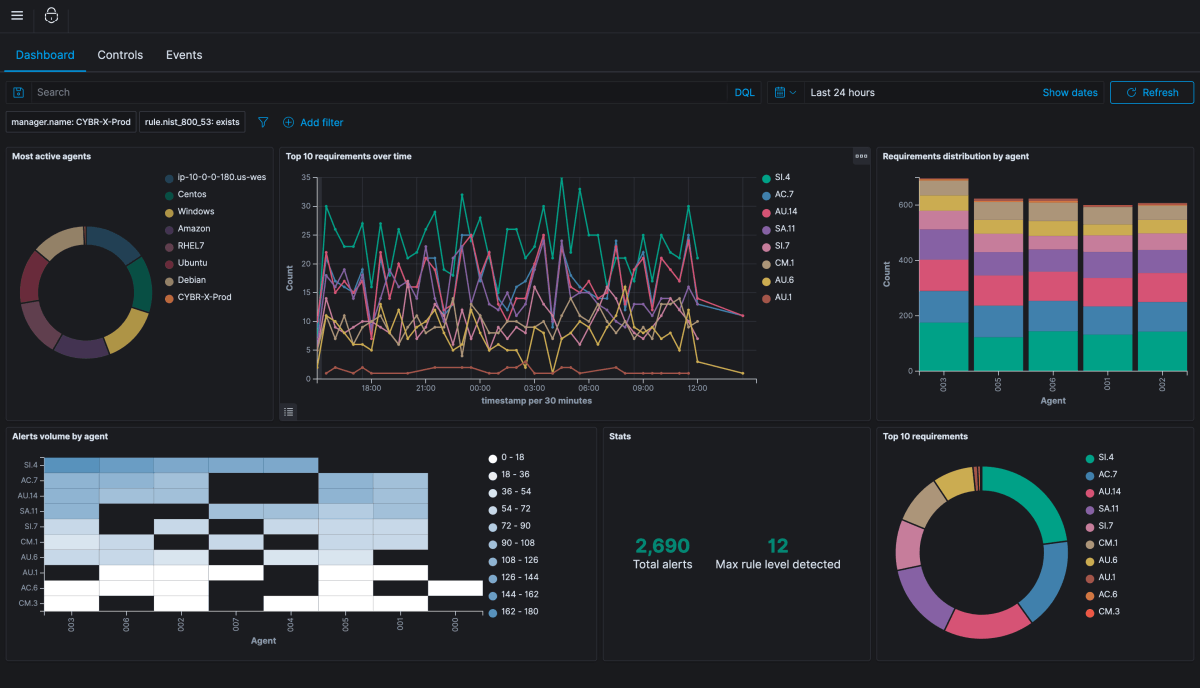 Dashboard
Controls
Events
Search
DQL
Last 24 hours
Show dates
Refresh
manager.name: CYBR-X-Prod
rule.nist_800_53: exists
Add filter
Most active agents
ip-10-0-0-180.us-wes
Centos
Windows
Amazon
RHEL7
Ubuntu
Debian
CYBR-X-Prod
Top 10 requirements over time
35
30
25
20
15
10
5
0
Count
18:00
21:00
00:00
03:00
06:00
09:00
12:00
timestamp per 30 minutes
SI.4
AC.7
AU.14
SA.11
SI.7
CM.1
AU.6
AU.1
Requirements distribution by agent
600
400
200
0
Count
003
005
006
001
002
Agent
Alerts volume by agent
SI.4
AC.7
AU.14
SA.11
SI.7
CM.1
AU.6
AU.1
AC.6
CM.3
003
006
002
007
004
005
001
000
Agent
0 - 18
18 - 36
36 - 54
54 - 72
72 - 90
90 - 108
108 - 126
126 - 144
144 - 162
162 - 180
Stats
2,690
Total alerts
12
Max rule level detected
Top 10 requirements
SI.4
AC.7
AU.14
SA.11
SI.7
CM.1
AU.6
AU.1
AC.6
CM.3